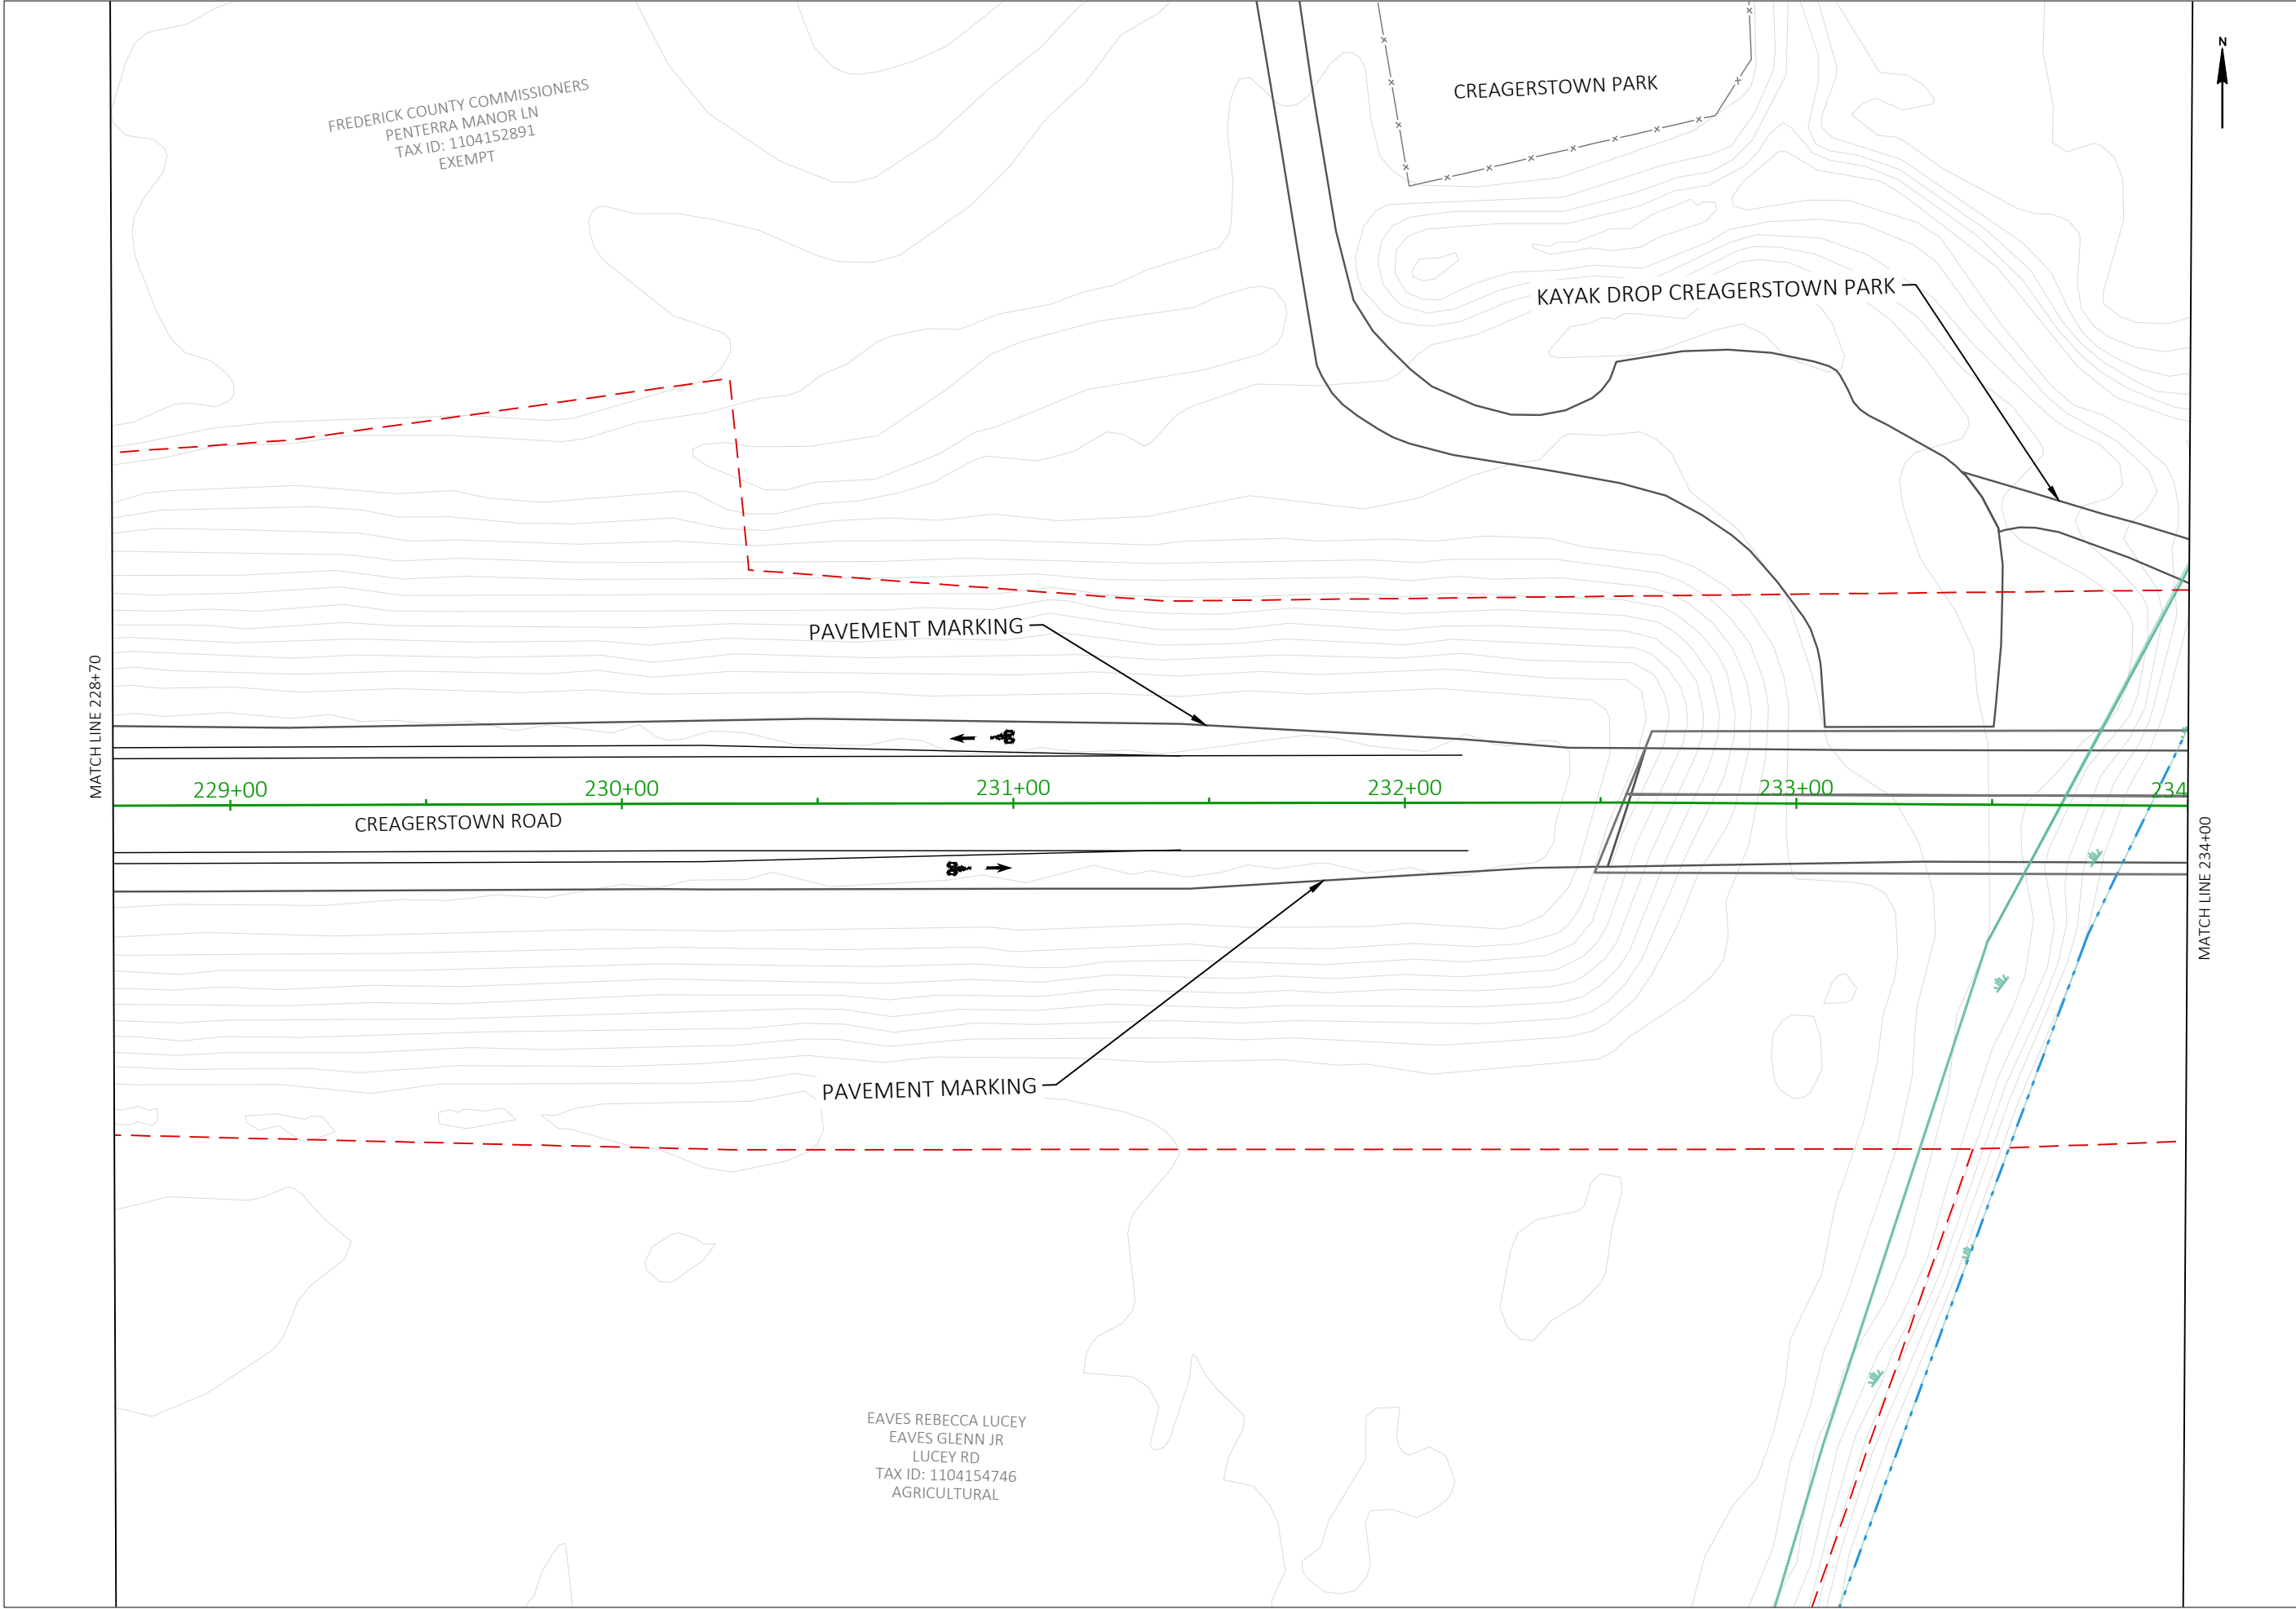 N
CREAGERSTOWN PARK
FREDERICK COUNTY COMMISSIONERS
PENTERRA MANOR LN
TAX ID: 1104152891
EXEMPT
KAYAK DROP CREAGERSTOWN PARK
PAVEMENT MARKING
MATCH LINE 228+70
229+00
230+00
231+00
232+00
233+00
234
CREAGERSTOWN ROAD
MATCH LINE 234+00
PAVEMENT MARKING
EAVES REBECCA LUCEY
EAVES GLENN JR
LUCEY RD
TAX ID: 1104154746
AGRICULTURAL